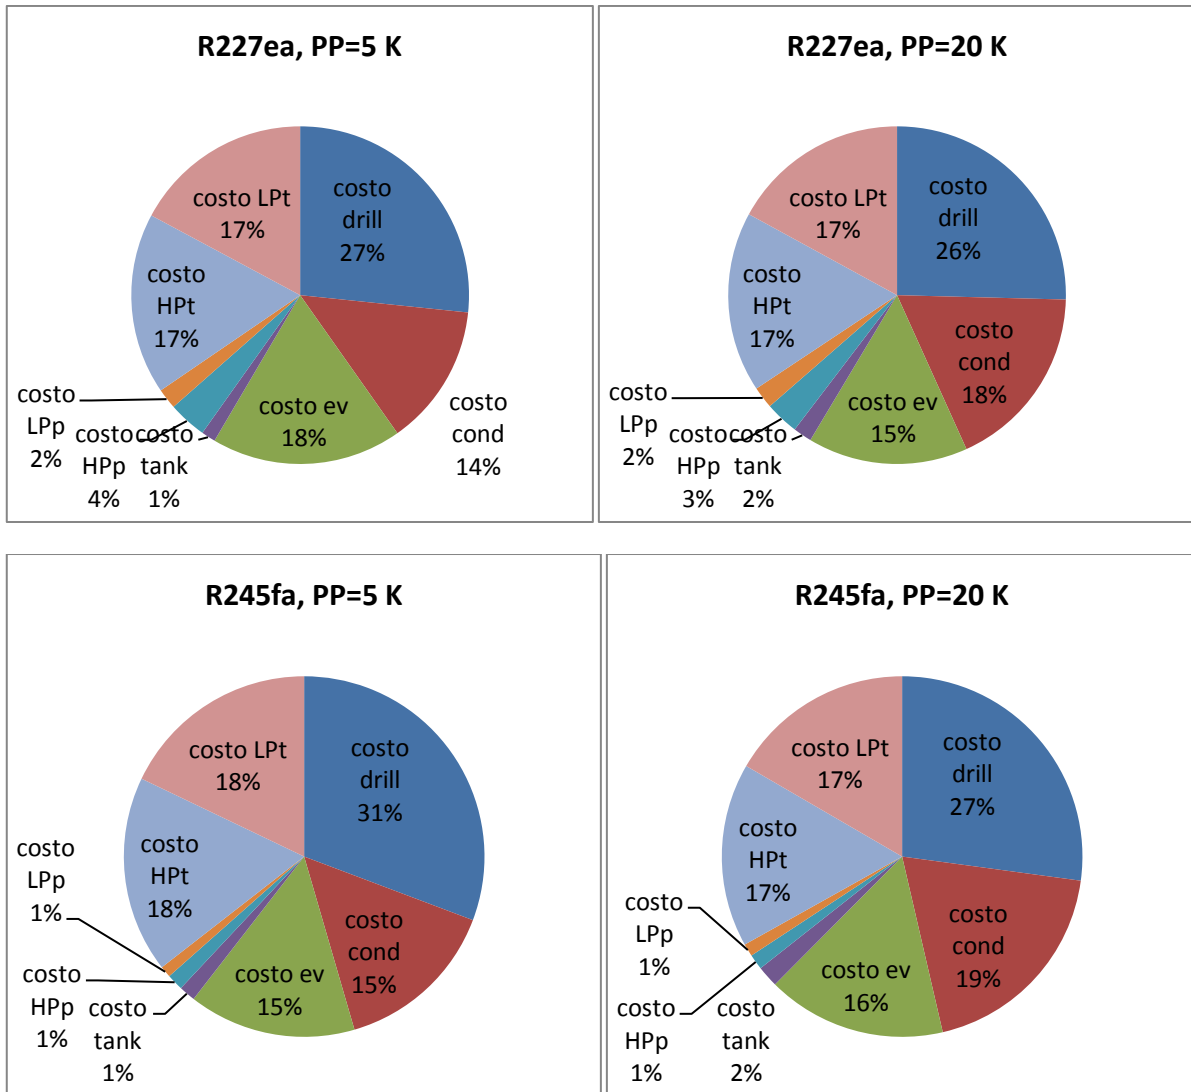 R227ea, PP=5 K
costo
drill
27%
costo
cond
14%
costo ev
18%
costo
tank
1%
costo
HPp
4%
costo
LPp
2%
costo
HPt
17%
costo LPt
17%
R227ea, PP=20 K
costo
drill
26%
costo
cond
18%
costo ev
15%
costo
tank
2%
costo
HPp
3%
costo
LPp
2%
costo
HPt
17%
costo LPt
17%
R245fa, PP=5 K
costo
drill
31%
costo
cond
15%
costo ev
15%
costo
tank
1%
costo
HPp
1%
costo
LPp
1%
costo
HPt
18%
costo LPt
18%
R245fa, PP=20 K
costo
drill
27%
costo
cond
19%
costo ev
16%
costo
tank
2%
costo
HPp
1%
costo
LPp
1%
costo
HPt
17%
costo LPt
17%